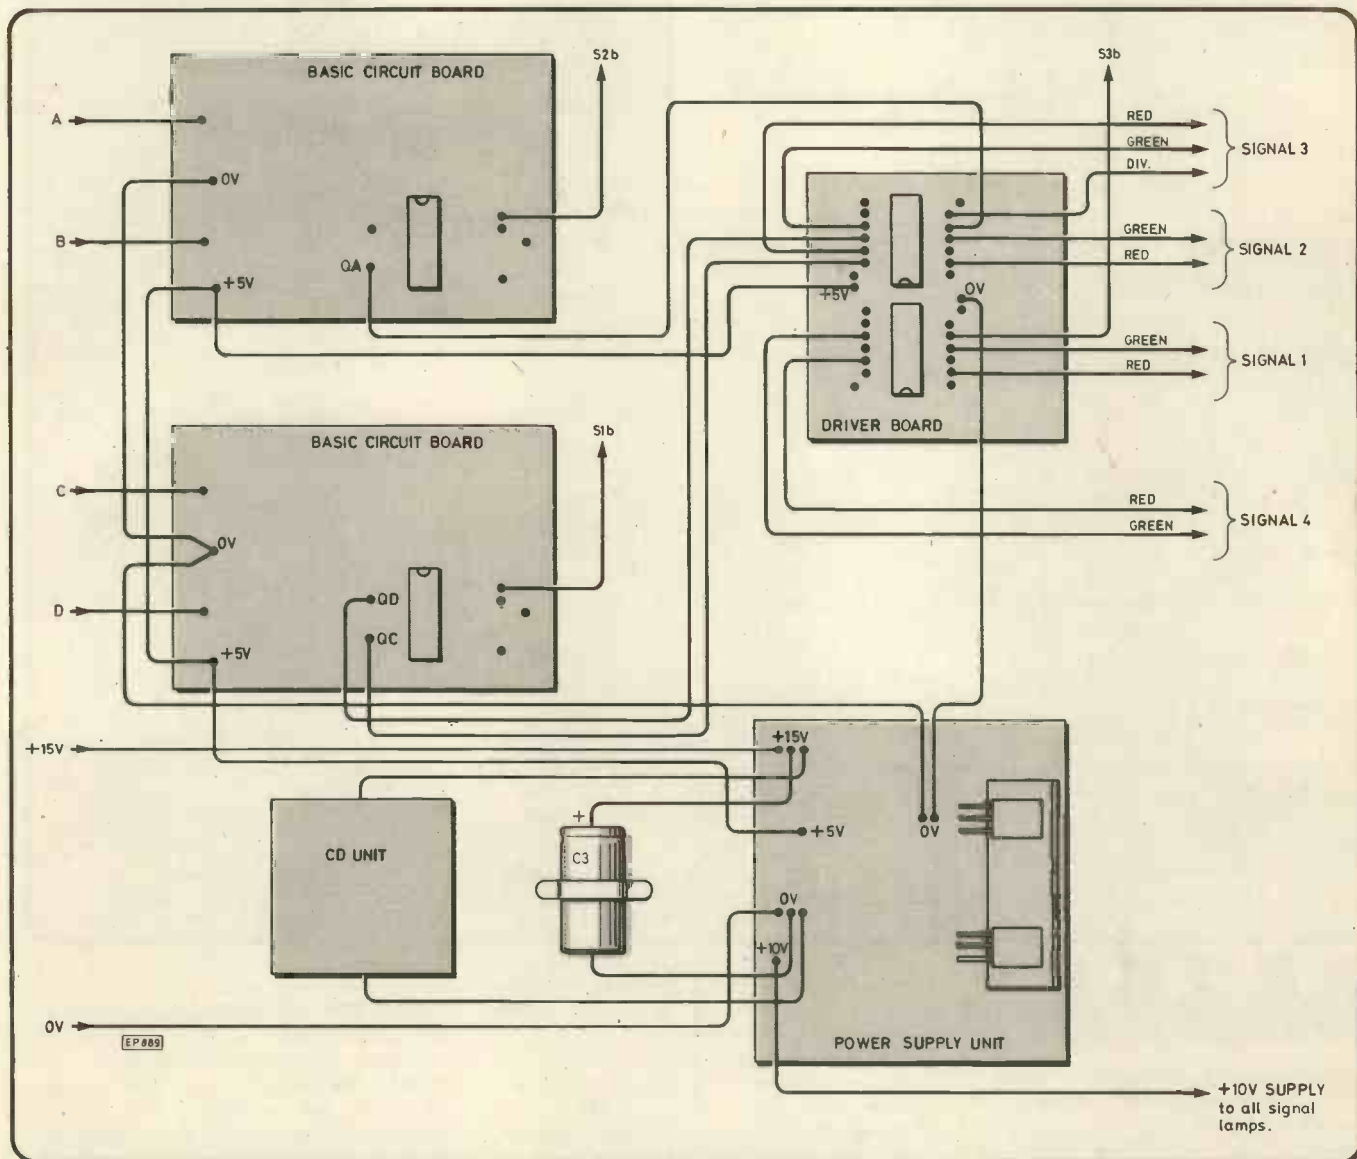 S2b
S3b
BASIC CIRCUIT BOARD
A
0V
B
QA
+5V
RED
GREEN
DIV.
SIGNAL 3
GREEN
RED
SIGNAL 2
+5V
0V
GREEN
RED
SIGNAL 1
DRIVER BOARD
BASIC CIRCUIT BOARD
S1b
C
0V
D
QD
QC
+5V
RED
GREEN
SIGNAL 4
+15V
+15V
+5V
0V
CD UNIT
+
C3
0V
+10V
0V
EP889
POWER SUPPLY UNIT
+10V SUPPLY
to all signal
lamps.